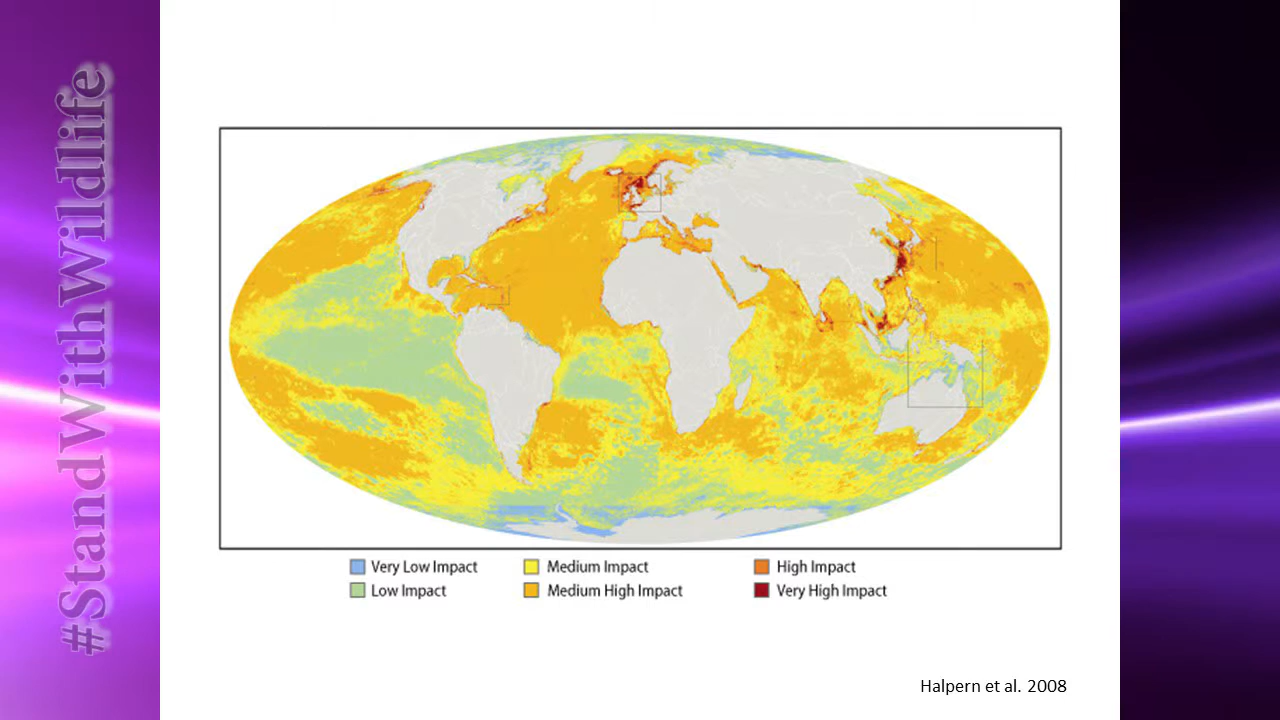 #StandWithWildlife
Very Low Impact
Medium Impact
High Impact
Low Impact
Medium High Impact
Very High Impact
Halpern et al. 2008